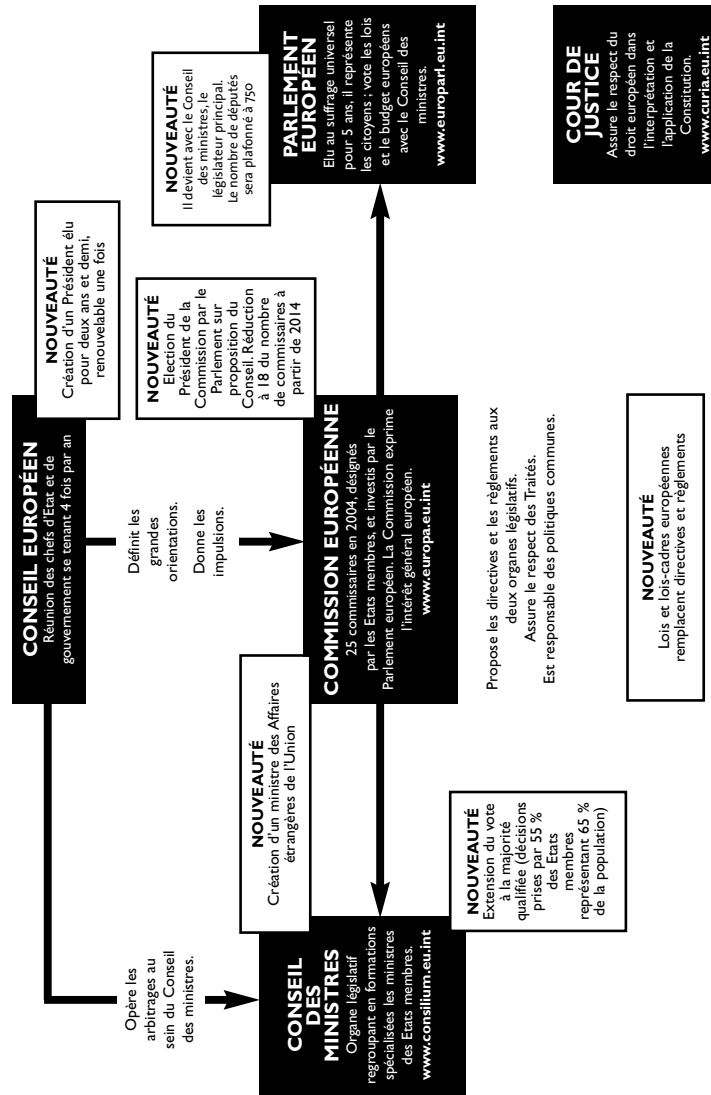 CONSEIL EUROPÉEN
Réunion des chefs d'Etat et de
gouvernement se tenant 4 fois par an
NOUVEAUTÉ
Création d'un Président élu
pour deux ans et demi,
renouvelable une fois
Opère les
arbitrages au
sein du Conseil
des ministres.
Définit les
grandes
orientations.
Donne les
impulsions.
NOUVEAUTÉ
Création d'un ministre des Affaires
étrangères de l'Union
NOUVEAUTÉ
Election du
Président de la
Commission par le
Parlement sur
proposition du
Conseil. Réduction
à 18 du nombre
de commissaires à
partir de 2014
NOUVEAUTÉ
Il devient avec le Conseil
des ministres, le
législateur principal.
Le nombre de députés
sera plafonné à 750
CONSEIL
DES
MINISTRES
Organe législatif
regroupant en formations
spécialisées les ministres
des Etats membres.
www.consilium.eu.int
COMMISSION EUROPÉENNE
25 commissaires en 2004, désignés
par les Etats membres, et investis par le
Parlement européen. La Commission exprime
l'intérêt général européen.
www.europa.eu.int
PARLEMENT
EUROPÉEN
Elu au suffrage universel
pour 5 ans, il représente
les citoyens ; vote les lois
et le budget européens
avec le Conseil des
ministres.
www.europarl.eu.int
NOUVEAUTÉ
Extension du vote
à la majorité
qualifiée (décisions
prises par 55 %
des Etats
membres
représentant 65 %
de la population)
Propose les directives et les règlements aux
deux organes législatifs.
Assure le respect des Traités.
Est responsable des politiques communes.
NOUVEAUTÉ
Lois et lois-cadres européennes
remplacent directives et règlements
COUR DE
JUSTICE
Assure le respect du
droit européen dans
l'interprétation et
l'application de la
Constitution.
www.curia.eu.int